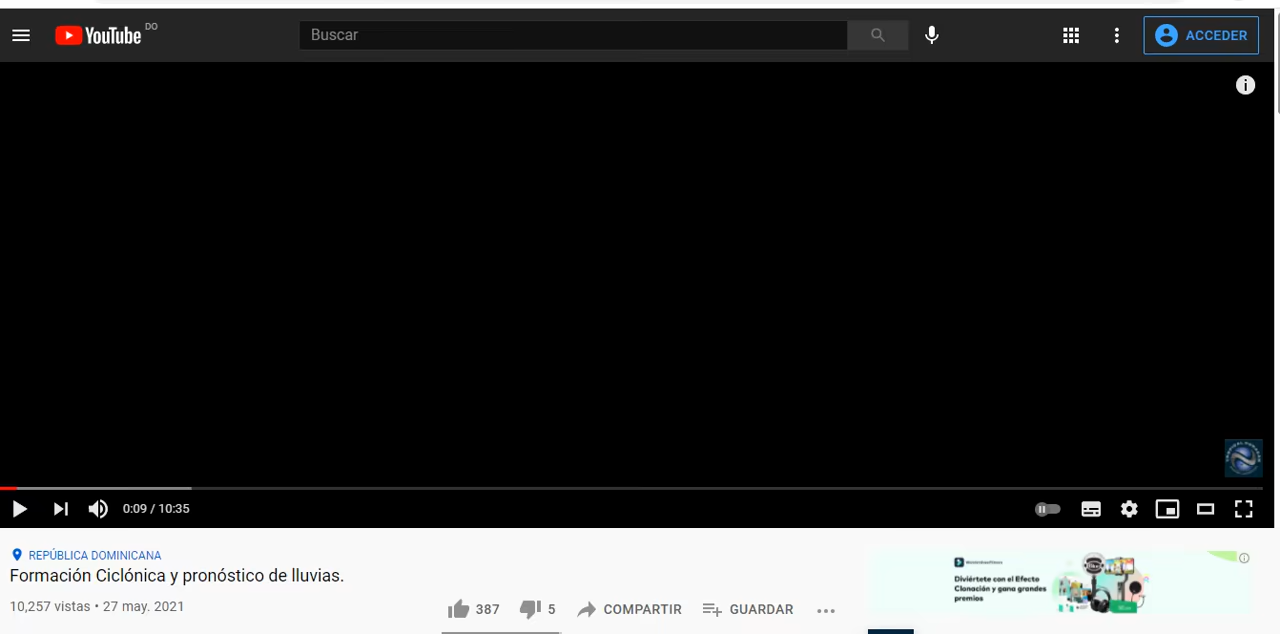 YouTube DO
Buscar
ACCEDER
0:09 / 10:35
REPÚBLICA DOMINICANA
Formación Ciclónica y pronóstico de lluvias.
10,257 vistas • 27 may. 2021
387
5
COMPARTIR
GUARDAR
Diviértete con el Efecto
Clonación y gana grandes
premios